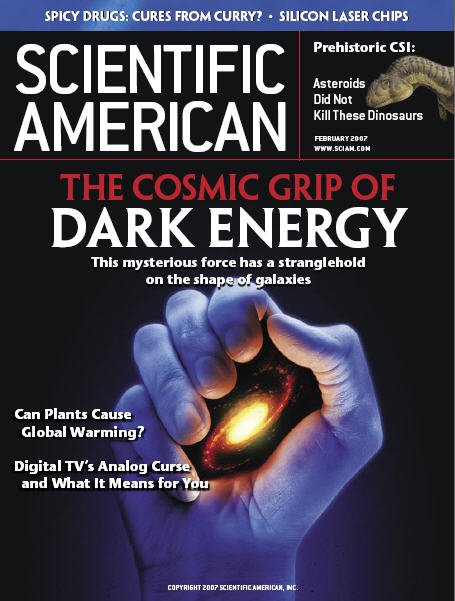 SPICY DRUGS: CURES FROM CURRY? • SILICON LASER CHIPS
SCIENTIFIC
AMERICAN
Prehistoric CSI:
Asteroids
Did Not
Kill These Dinosaurs
FEBRUARY 2007
WWW.SCIAM.COM
THE COSMIC GRIP OF
DARK ENERGY
This mysterious force has a stranglehold
on the shape of galaxies
Can Plants Cause
Global Warming?
Digital TV's Analog Curse
and What It Means for You
COPYRIGHT 2007 SCIENTIFIC AMERICAN, INC.